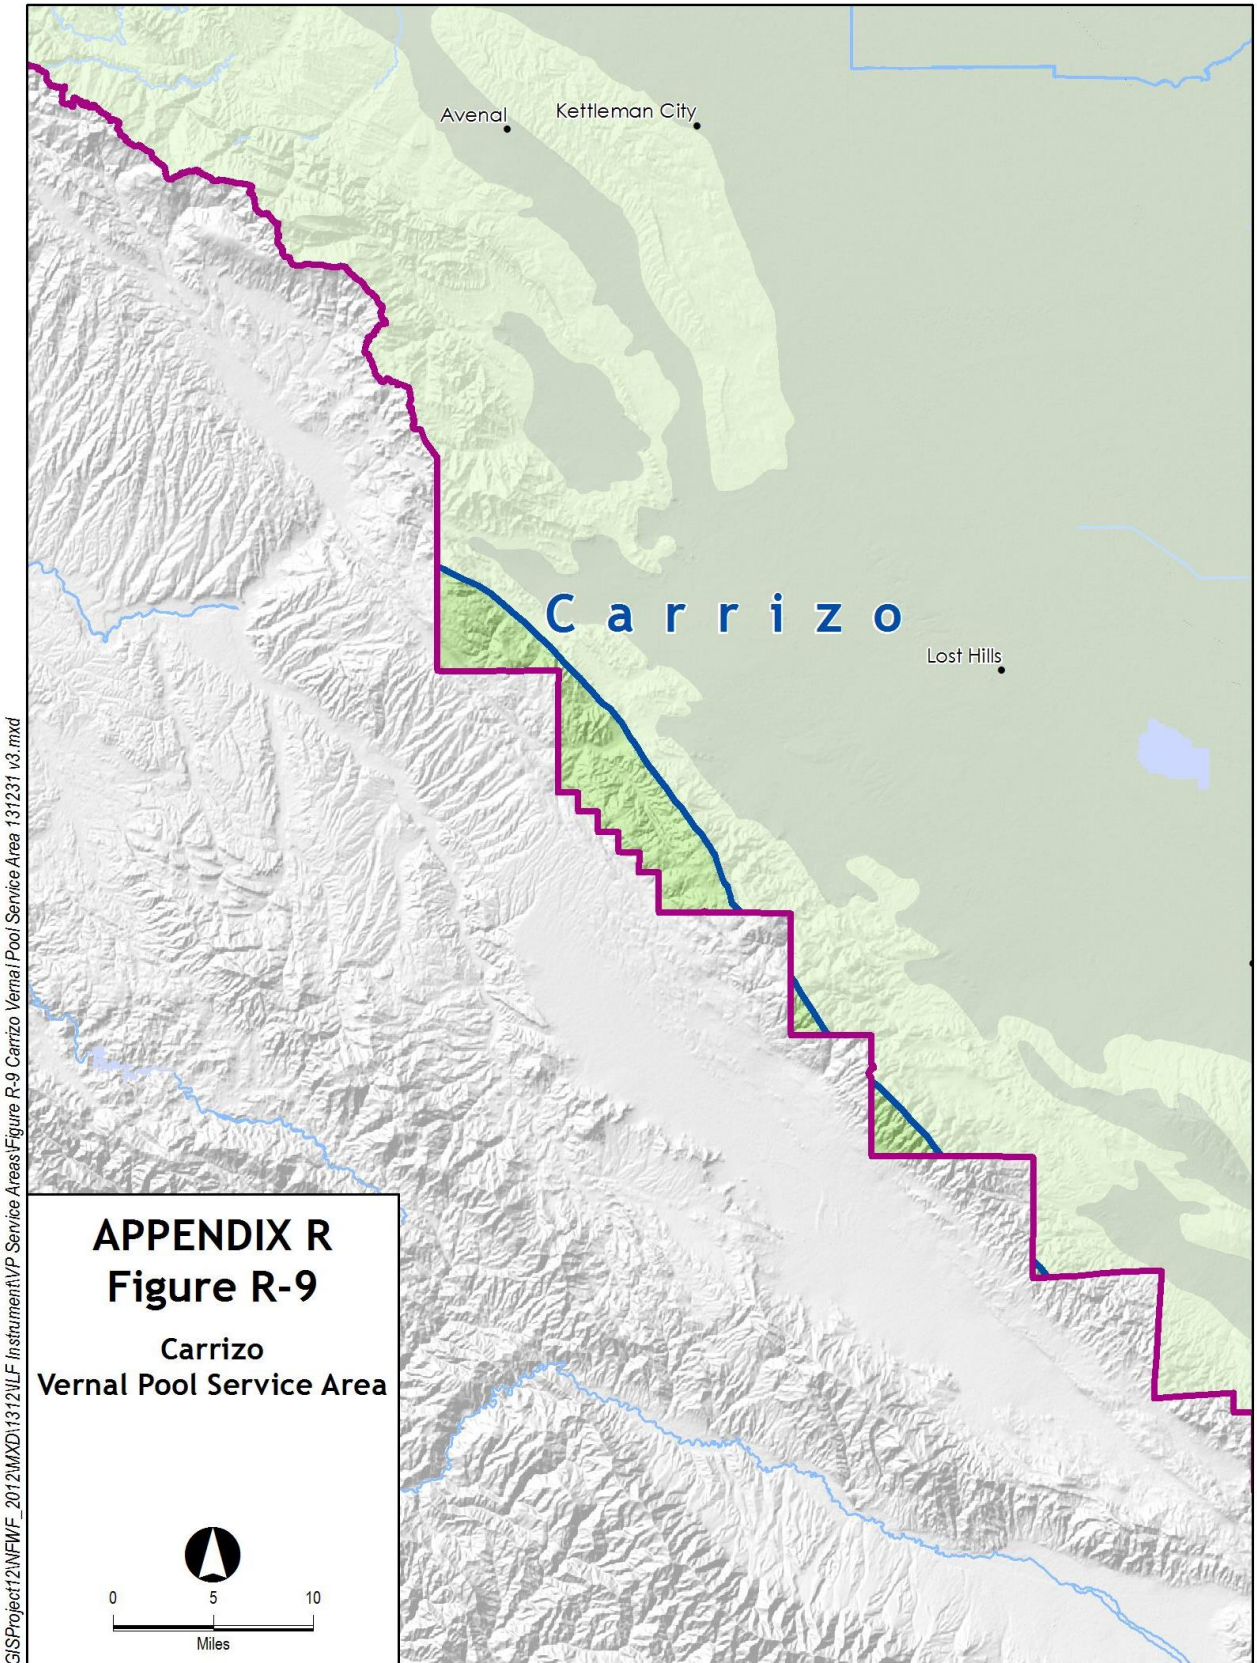 Avenal
Kettleman City
Carrizo
Lost Hills
GISProject12\NFWF_2012\MXD\1312\ILF Instrument\VP Service Areas\Figure R-9 Carrizo Vernal Pool Service Area 131231 v3.mxd
APPENDIX R
Figure R-9
Carrizo
Vernal Pool Service Area
0 5 10
Miles